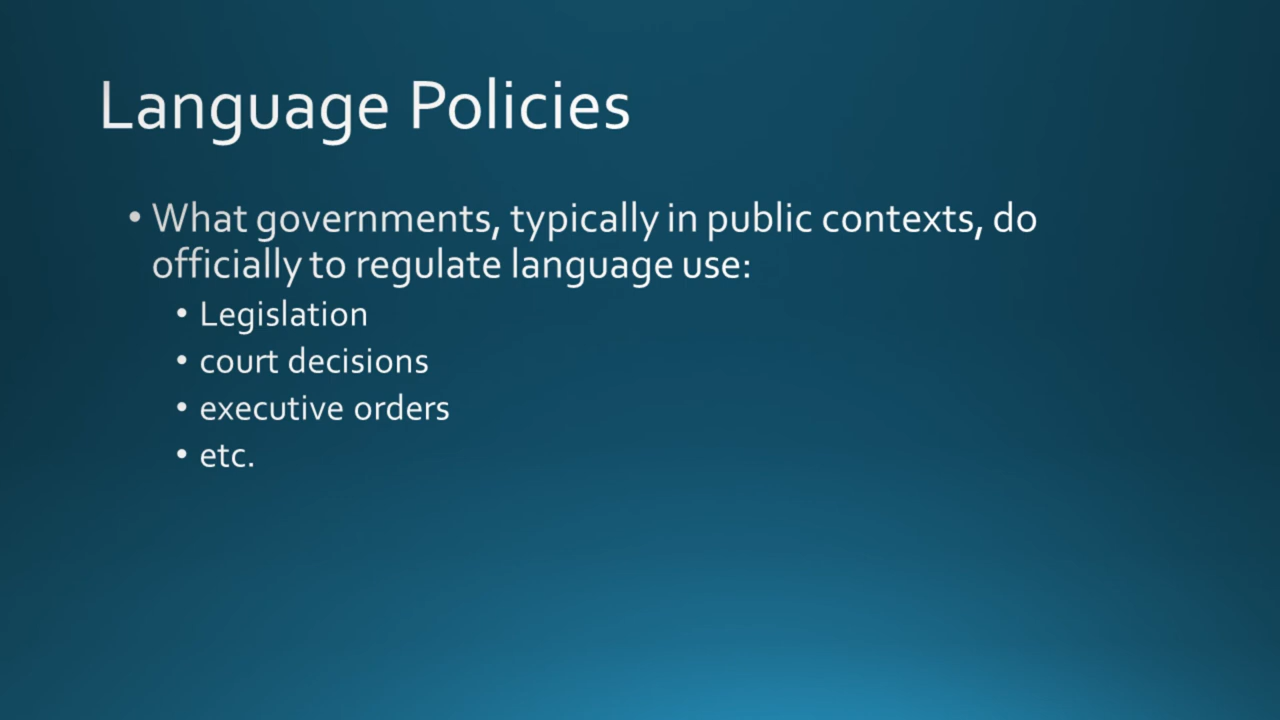 Language Policies
• What governments, typically in public contexts, do
officially to regulate language use:
• Legislation
• court decisions
• executive orders
• etc.